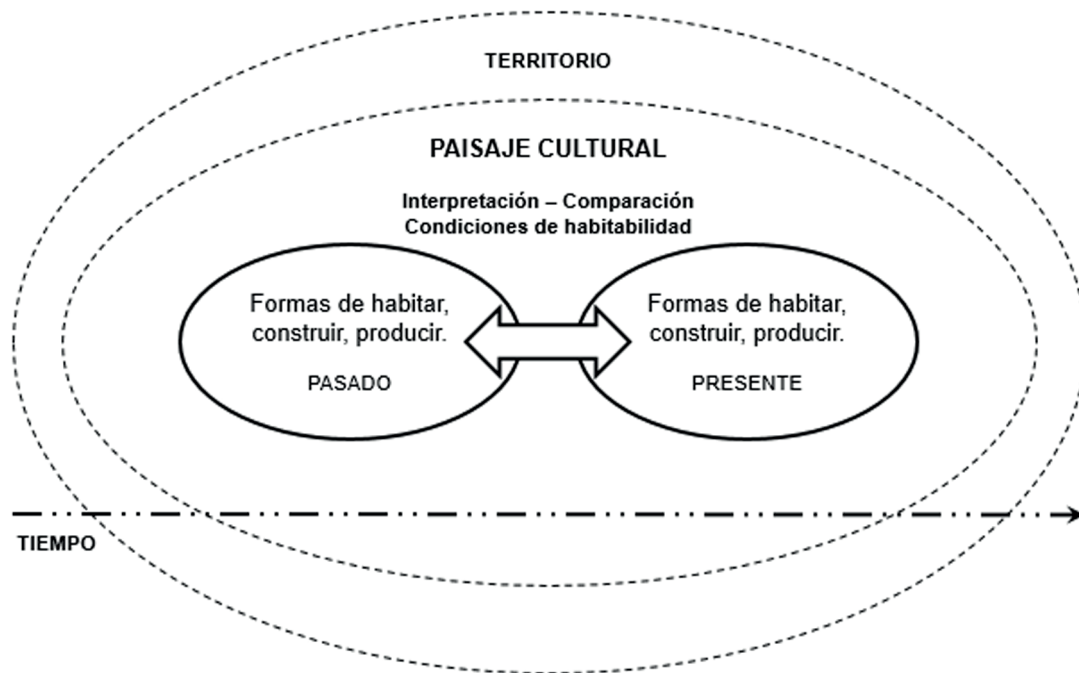 TERRITORIO
PAISAJE CULTURAL
Interpretación – Comparación
Condiciones de habitabilidad
Formas de habitar,
construir, producir.
PASADO
Formas de habitar,
construir, producir.
PRESENTE
TIEMPO